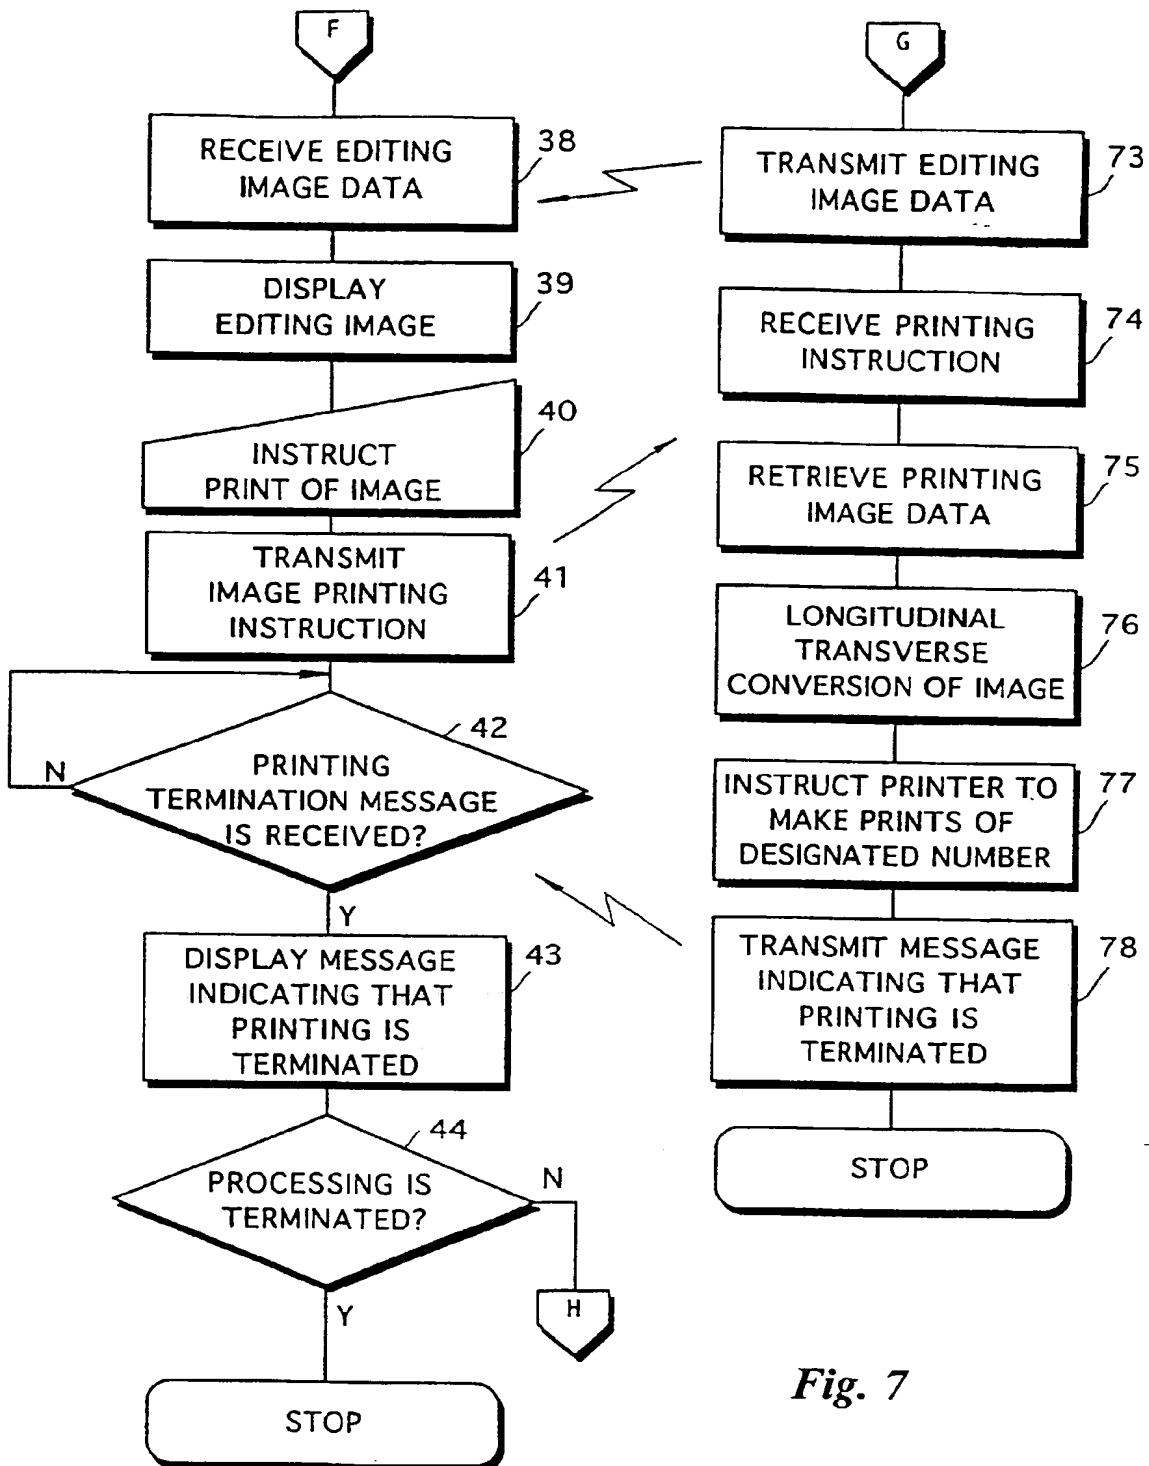 F
RECEIVE EDITING
IMAGE DATA
38
DISPLAY
EDITING IMAGE
39
INSTRUCT
PRINT OF IMAGE
40
TRANSMIT
IMAGE PRINTING
INSTRUCTION
41
PRINTING
TERMINATION MESSAGE
IS RECEIVED?
42
N
Y
DISPLAY MESSAGE
INDICATING THAT
PRINTING IS
TERMINATED
43
PROCESSING IS
TERMINATED?
44
N
H
Y
STOP
G
TRANSMIT EDITING
IMAGE DATA
73
RECEIVE PRINTING
INSTRUCTION
74
RETRIEVE PRINTING
IMAGE DATA
75
LONGITUDINAL
TRANSVERSE
CONVERSION OF IMAGE
76
INSTRUCT PRINTER TO
MAKE PRINTS OF
DESIGNATED NUMBER
77
TRANSMIT MESSAGE
INDICATING THAT
PRINTING IS
TERMINATED
78
STOP
Fig. 7